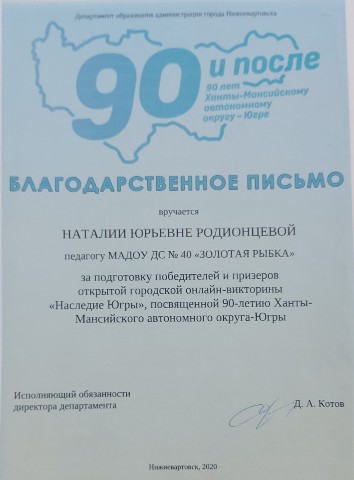 Департамент образования администрации города Нижневартовска
90 и после
90 лет
Ханты-Мансийскому
автономному
округу – Югре
БЛАГОДАРСТВЕННОЕ ПИСЬМО
вручается
НАТАЛИИ ЮРЬЕВНЕ РОДИОНЦЕВОЙ
педагогу МАДОУ ДС № 40 «ЗОЛОТАЯ РЫБКА»
за подготовку победителей и призеров
открытой городской онлайн-викторины
«Наследие Югры», посвященной 90-летию Ханты-
Мансийского автономного округа-Югры
Исполняющий обязанности
директора департамента
Д. А. Котов
Нижневартовск, 2020